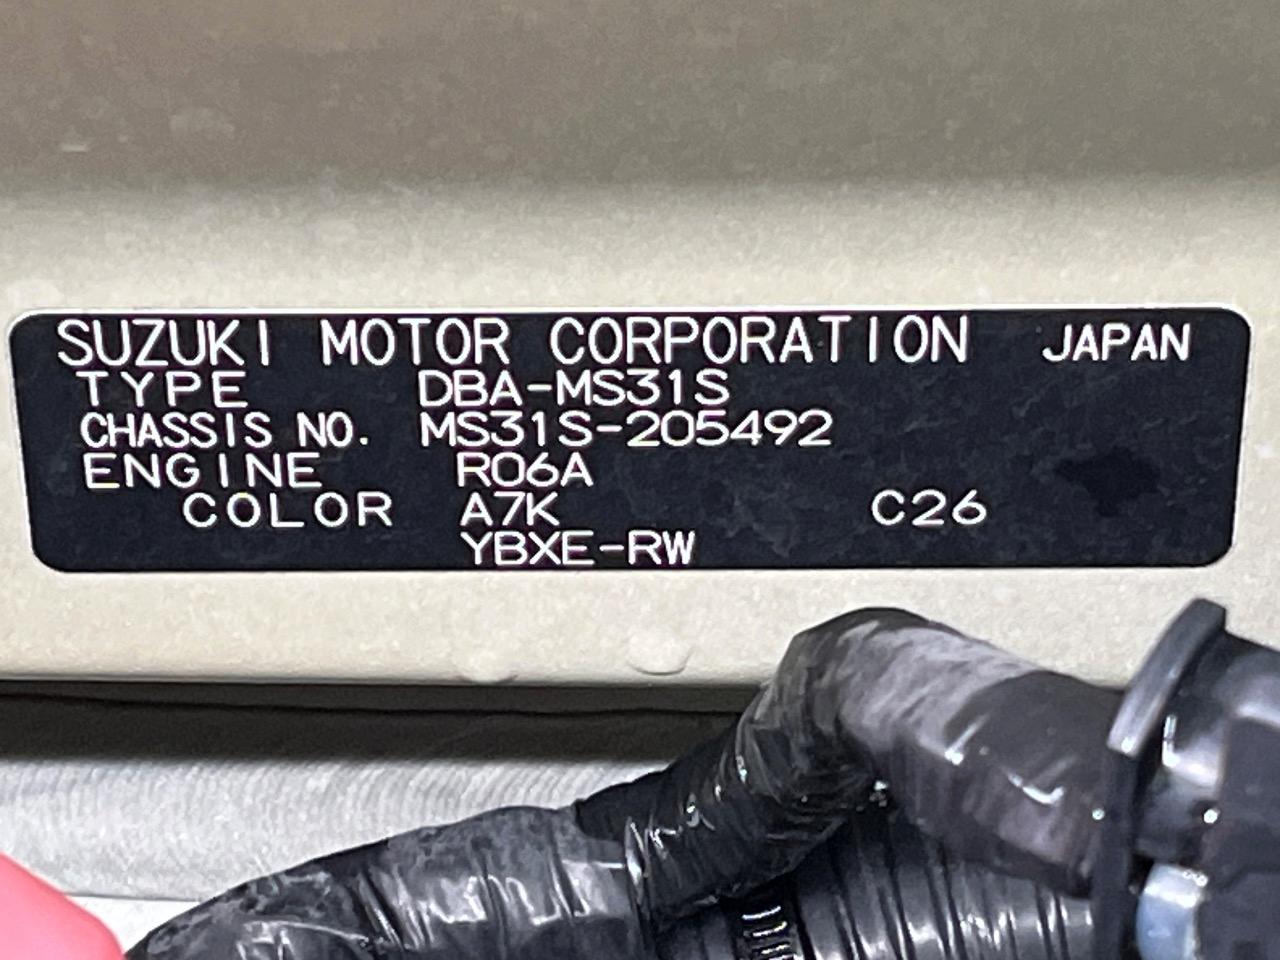 SUZUKI MOTOR CORPORATION JAPAN
TYPE DBA-MS31S
CHASSIS NO. MS31S-205492
ENGINE R06A
COLOR A7K C26
YBXE-RW